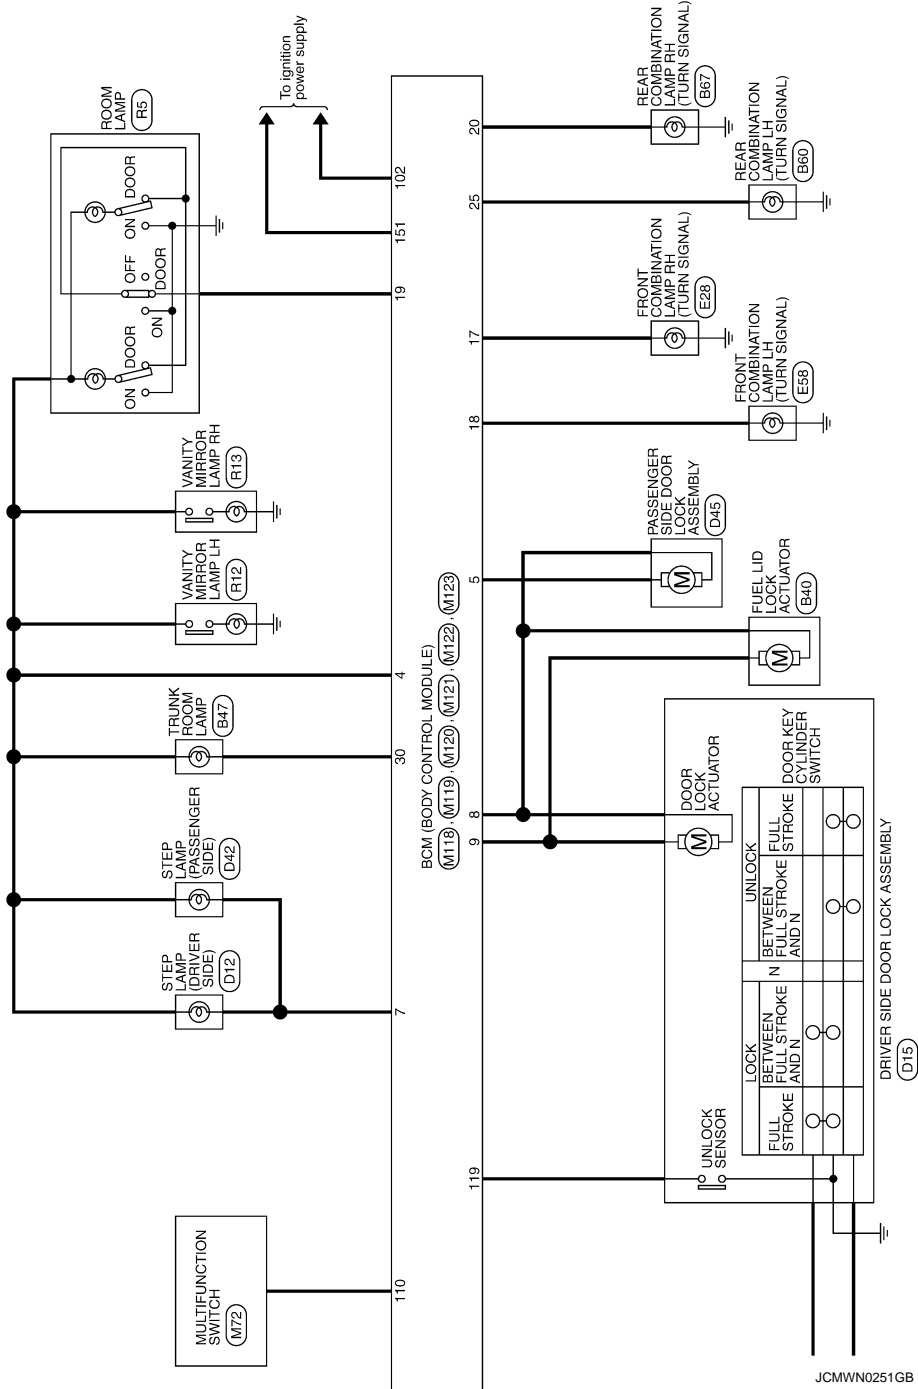 MULTIFUNCTION
SWITCH
M72
110
STEP
LAMP
(DRIVER
SIDE)
D12
7
STEP
LAMP
(PASSENGER
SIDE)
D42
TRUNK
ROOM
LAMP
B47
30
4
VANITY
MIRROR
LAMP LH
R12
VANITY
MIRROR
LAMP RH
R13
ROOM
LAMP
R5
ON
DOOR
ON
OFF
DOOR
ON
DOOR
19
151
102
To ignition
power supply
BCM (BODY CONTROL MODULE)
M118 , M119 , M120 , M121 , M122 , M123
119
9
8
5
18
17
25
20
UNLOCK
SENSOR
DOOR
LOCK
ACTUATOR
M
DOOR KEY
CYLINDER
SWITCH
LOCK
N
UNLOCK
FULL
STROKE
BETWEEN
FULL STROKE
AND N
BETWEEN
FULL STROKE
AND N
FULL
STROKE
DRIVER SIDE DOOR LOCK ASSEMBLY
D15
FUEL LID
LOCK
ACTUATOR
B40
M
PASSENGER
SIDE DOOR
LOCK
ASSEMBLY
D45
M
FRONT
COMBINATION
LAMP LH
(TURN SIGNAL)
E58
FRONT
COMBINATION
LAMP RH
(TURN SIGNAL)
E28
REAR
COMBINATION
LAMP LH
(TURN SIGNAL)
B60
REAR
COMBINATION
LAMP RH
(TURN SIGNAL)
B67
JCMWN0251GB